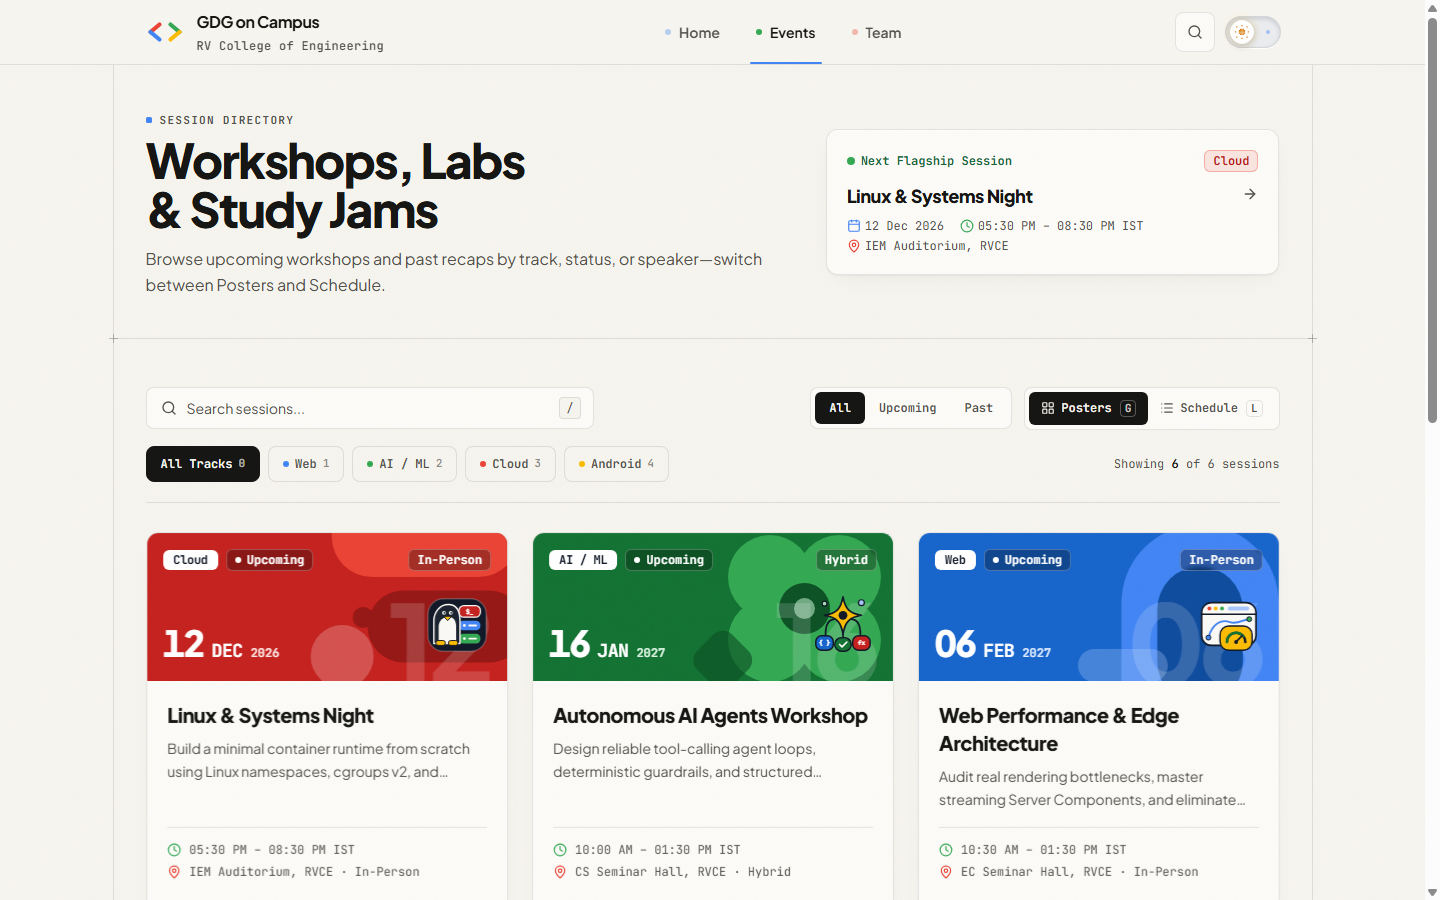 GDG on Campus
RV College of Engineering
Home
Events
Team
SESSION DIRECTORY
Workshops, Labs
& Study Jams
Browse upcoming workshops and past recaps by track, status, or speaker—switch
between Posters and Schedule.
Next Flagship Session
Cloud
Linux & Systems Night
12 Dec 2026
05:30 PM – 08:30 PM IST
IEM Auditorium, RVCE
Search sessions...
/
All
Upcoming
Past
Posters G
Schedule L
All Tracks 0
Web 1
AI / ML 2
Cloud 3
Android 4
Showing 6 of 6 sessions
Cloud
Upcoming
In-Person
12
$_
12 DEC 2026
Linux & Systems Night
Build a minimal container runtime from scratch
using Linux namespaces, cgroups v2, and…
05:30 PM – 08:30 PM IST
IEM Auditorium, RVCE · In-Person
AI / ML
Upcoming
Hybrid
16
{} fx
16 JAN 2027
Autonomous AI Agents Workshop
Design reliable tool-calling agent loops,
deterministic guardrails, and structured…
10:00 AM – 01:30 PM IST
CS Seminar Hall, RVCE · Hybrid
Web
Upcoming
In-Person
06
06 FEB 2027
Web Performance & Edge
Architecture
Audit real rendering bottlenecks, master
streaming Server Components, and eliminate…
10:30 AM – 01:30 PM IST
EC Seminar Hall, RVCE · In-Person